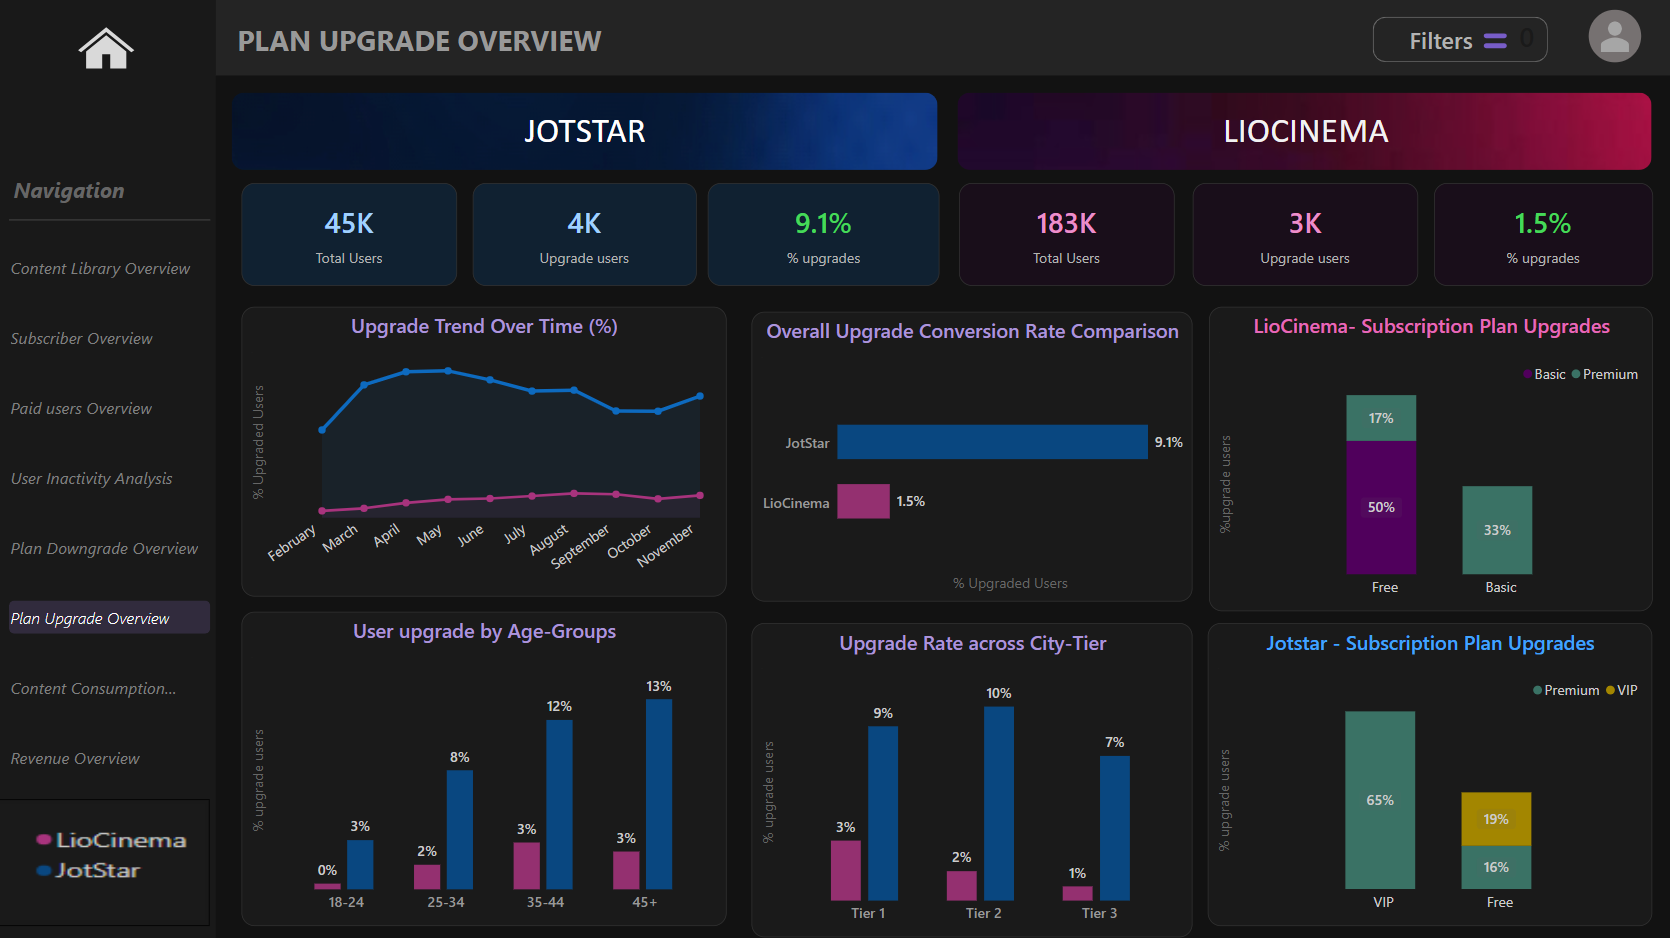 PLAN UPGRADE OVERVIEW
Filters 0
Navigation
Content Library Overview
Subscriber Overview
Paid users Overview
User Inactivity Analysis
Plan Downgrade Overview
Plan Upgrade Overview
Content Consumption...
Revenue Overview
LioCinema
JotStar
JOTSTAR
45K
Total Users
4K
Upgrade users
9.1%
% upgrades
LIOCINEMA
183K
Total Users
3K
Upgrade users
1.5%
% upgrades
Upgrade Trend Over Time (%)
% Upgraded Users
February
March
April
May
June
July
August
September
October
November
Overall Upgrade Conversion Rate Comparison
JotStar
9.1%
LioCinema
1.5%
% Upgraded Users
LioCinema- Subscription Plan Upgrades
Basic Premium
%upgrade users
17%
50%
33%
Free
Basic
User upgrade by Age-Groups
% upgrade users
0%
3%
2%
8%
3%
12%
3%
13%
18-24
25-34
35-44
45+
Upgrade Rate across City-Tier
% upgrade users
3%
9%
2%
10%
1%
7%
Tier 1
Tier 2
Tier 3
Jotstar - Subscription Plan Upgrades
Premium VIP
% upgrade users
65%
19%
16%
VIP
Free